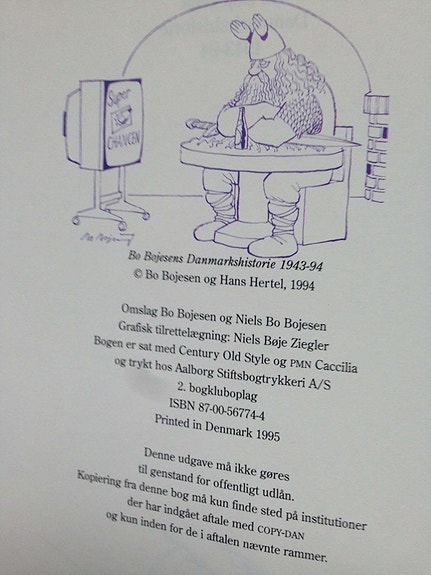 Super
CHANCEN
Bo Bojesen
Bo Bojesens Danmarkshistorie 1943-94
© Bo Bojesen og Hans Hertel, 1994
Omslag Bo Bojesen og Niels Bo Bojesen
Grafisk tilrettelægning: Niels Bøje Ziegler
Bogen er sat med Century Old Style og PMN Caccilia
og trykt hos Aalborg Stiftsbogtrykkeri A/S
2. bogkluboplag
ISBN 87-00-56774-4
Printed in Denmark 1995
Denne udgave må ikke gøres
til genstand for offentligt udlån.
Kopiering fra denne bog må kun finde sted på institutioner
der har indgået aftale med COPY-DAN
og kun inden for de i aftalen nævnte rammer.